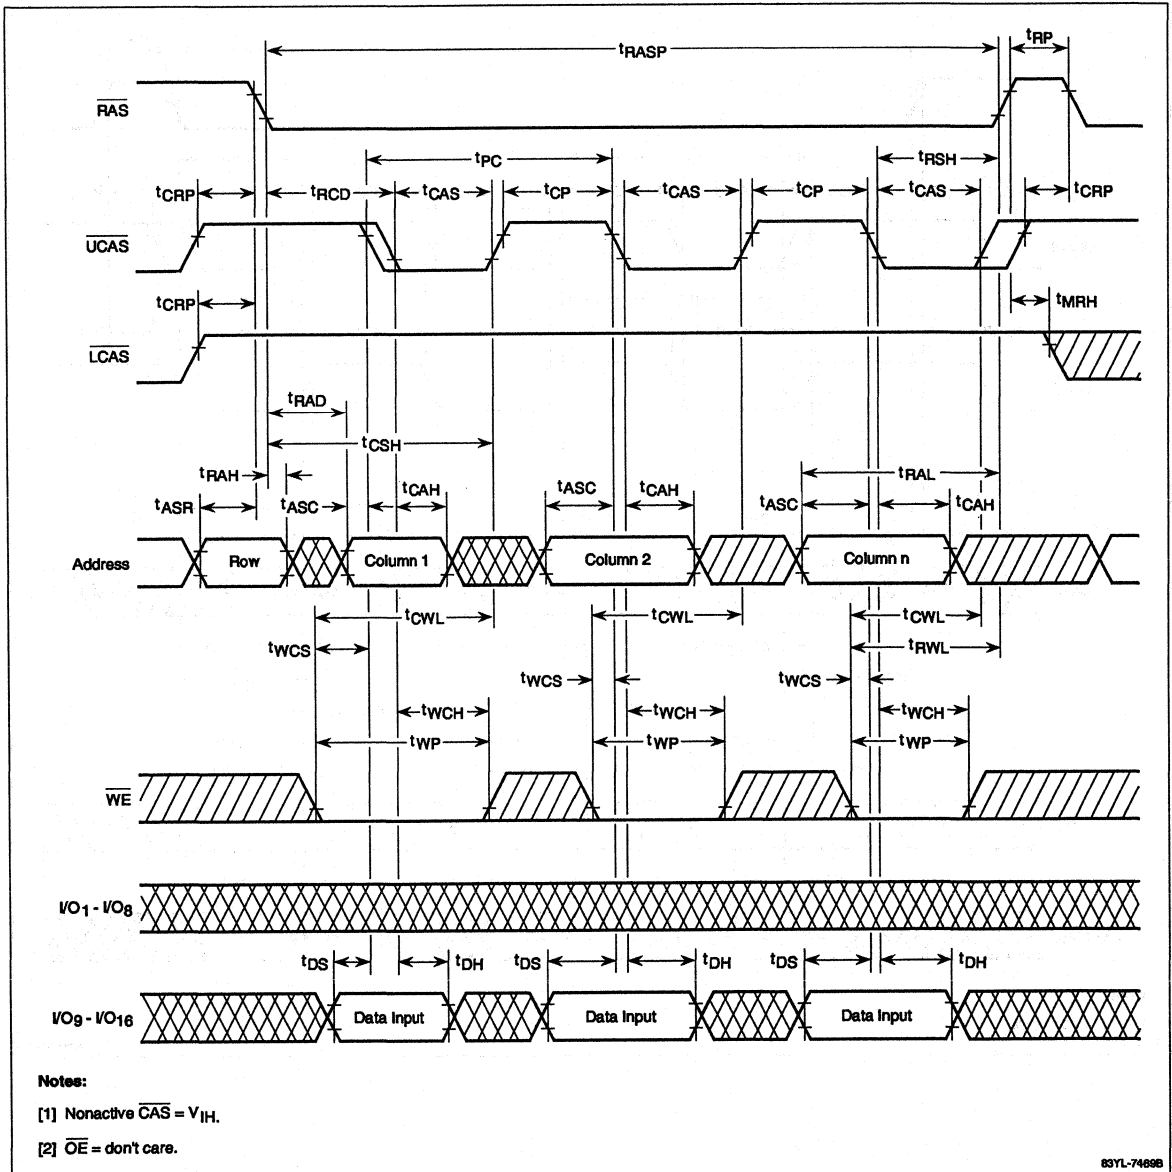 tRASP tRP
RAS
tPC tRSH
tCRP tRCD tCAS tCP tCAS tCP tCAS tCRP
UCAS
tCRP tMRH
LCAS
tRAD
tCSH
tRAH tCAH tASC tCAH tRAL
tASR tASC tASC tCAH
Address Row Column 1 Column 2 Column n
tCWL tCWL tCWL
tWCS tRWL
tWCS tWCS
tWCH tWCH tWCH
tWP tWP tWP
WE
I/O1 - I/O8
tDS tDH tDS tDH tDS tDH
I/O9 - I/O16 Data Input Data Input Data Input
Notes:
[1] Nonactive CAS = VIH.
[2] OE = don't care.
83YL-7469B